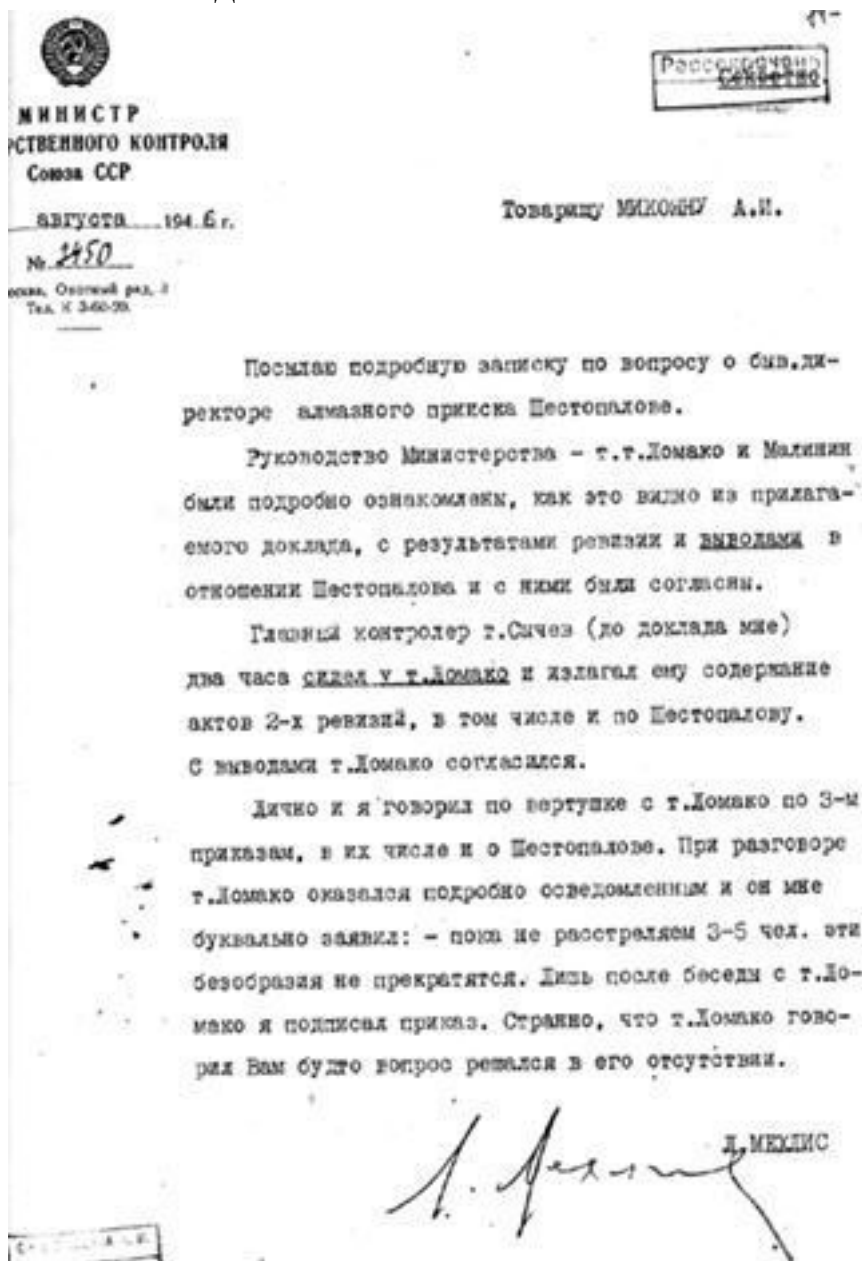 Рассекречено
Секретно
МИНИСТР
РСТВЕННОГО КОНТРОЛЯ
Союза ССР
августа 1946 г.
№ 2450
Охотный ряд,
Тел. К 3-60-
Товарищу МИКОЯНУ А.И.
Посылаю подробную записку по вопросу о быв.ди-
ректоре алмазного прииска Шестопалове.
Руководство Министерства - т.т.Ломако и Малинин
были подробно ознакомлены, как это видно из прилага-
емого доклада, с результатами ревизии и выводами в
отношении Шестопалова и с ними были согласны.
Главный контролер т.Сычев (до доклада мне)
два часа сидел у т.Ломако и излагал ему содержание
актов 2-х ревизий, в том числе и по Шестопалову.
С выводами т.Ломако согласился.
Лично и я говорил по вертушке с т.Ломако по 3-м
приказам, в их числе и о Шестопалове. При разговоре
т.Ломако оказался подробно осведомленным и он мне
буквально заявил: - пока не расстреляем 3-5 чел. эти
безобразия не прекратятся. Лишь после беседы с т.Ло-
мако я подписал приказ. Странно, что т.Ломако гово-
рил Вам будто вопрос решался в его отсутствии.
Л.МЕХЛИС